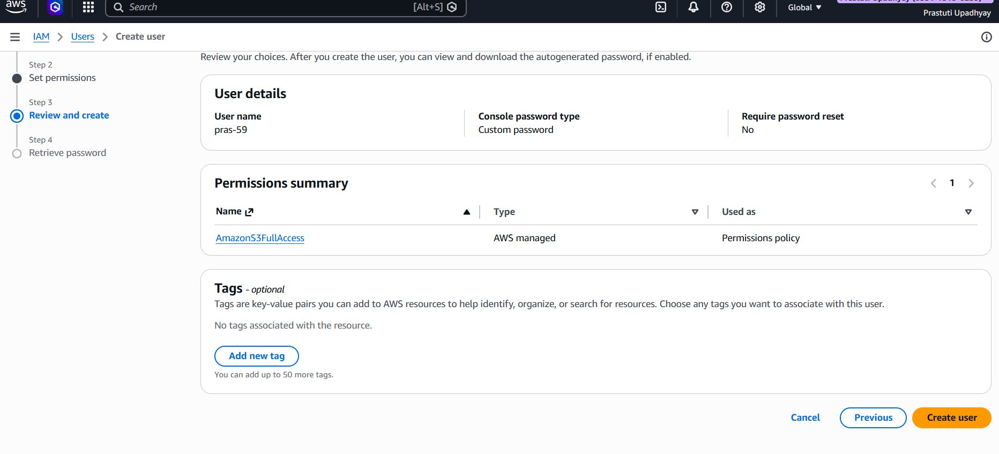 aws
Search
[Alt+S]
Global
Prastuti Upadhyay
IAM
Users
Create user
Step 2
Set permissions
Step 3
Review and create
Step 4
Retrieve password
Review your choices. After you create the user, you can view and download the autogenerated password, if enabled.
User details
User name
pras-59
Console password type
Custom password
Require password reset
No
Permissions summary
1
Name
Type
Used as
AmazonS3FullAccess
AWS managed
Permissions policy
Tags - optional
Tags are key-value pairs you can add to AWS resources to help identify, organize, or search for resources. Choose any tags you want to associate with this user.
No tags associated with the resource.
Add new tag
You can add up to 50 more tags.
Cancel
Previous
Create user